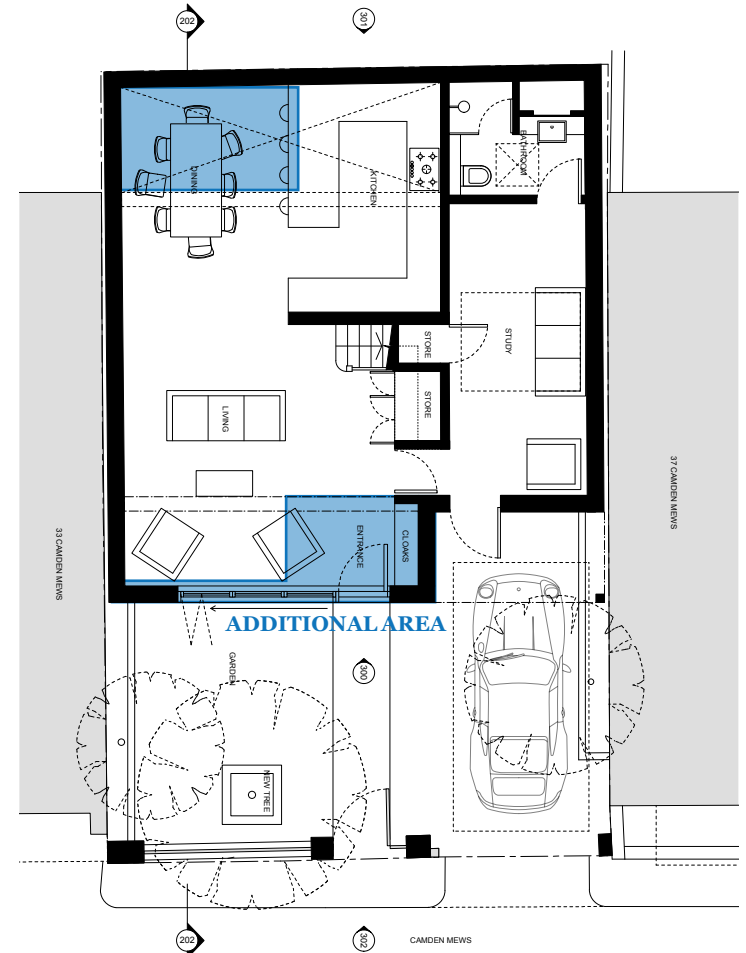 202
301
DINING
KITCHEN
BATHROOM
STORE
STUDY
STORE
LIVING
37 CAMDEN MEWS
33 CAMDEN MEWS
ENTRANCE
CLOAKS
ADDITIONAL AREA
GARDEN
300
NEW TREE
202
302
CAMDEN MEWS